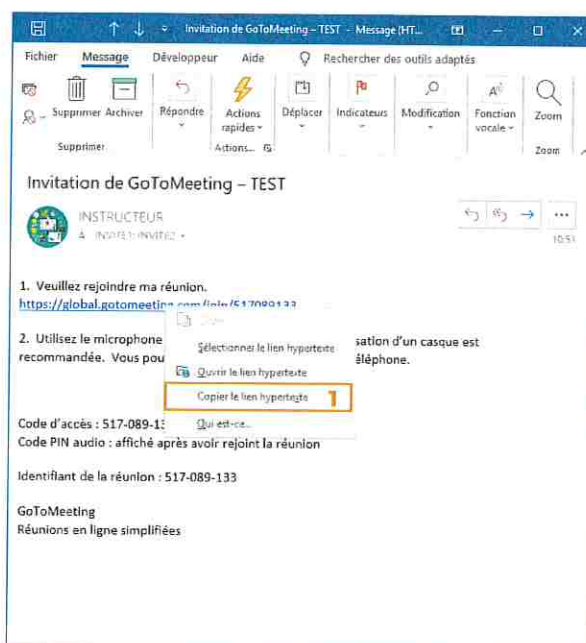 Invitation de GoToMeeting – TEST - Message (HT...
Fichier Message Développeur Aide Rechercher des outils adaptés
Supprimer Archiver Répondre Actions rapides Déplacer Indicateurs Modification Fonction vocale Zoom
Supprimer Actions... Zoom
Invitation de GoToMeeting – TEST
INSTRUCTEUR
À INVITE1; INVITE2
10:51
1. Veuillez rejoindre ma réunion.
https://global.gotomeeting.com/join/517089133
2. Utilisez le microphone
sation d'un casque est
recommandée. Vous pou
éléphone.
Sélectionner le lien hypertexte
Ouvrir le lien hypertexte
Copier le lien hypertexte 1
Qui est-ce...
Code d'accès : 517-089-13
Code PIN audio : affiché après avoir rejoint la réunion
Identifiant de la réunion : 517-089-133
GoToMeeting
Réunions en ligne simplifiées